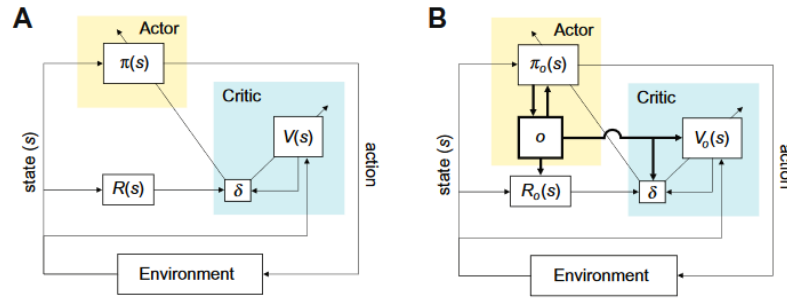 A
Actor
π(s)
Critic
V(s)
state (s)
action
R(s)
δ
Environment
B
Actor
πo(s)
Critic
o
Vo(s)
state (s)
action
Ro(s)
δ
Environment